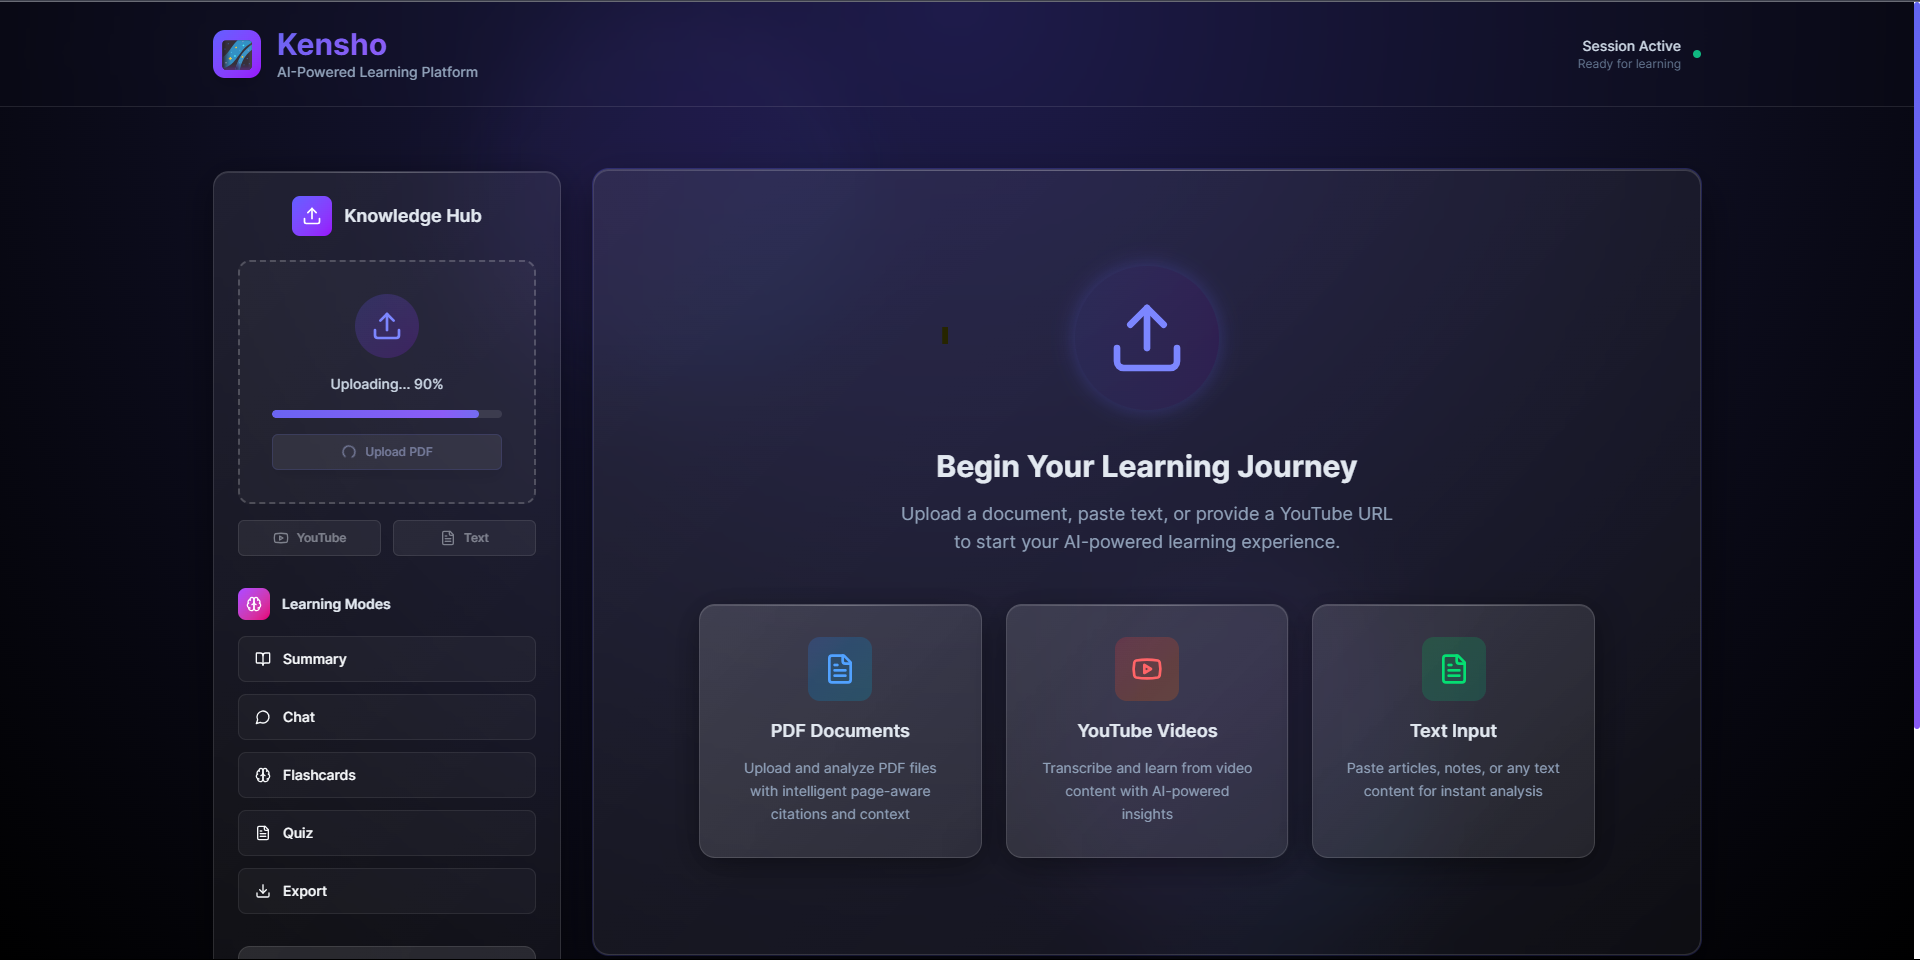 Kensho
AI-Powered Learning Platform
Session Active
Ready for learning
Knowledge Hub
Uploading... 90%
Upload PDF
YouTube
Text
Learning Modes
Summary
Chat
Flashcards
Quiz
Export
Begin Your Learning Journey
Upload a document, paste text, or provide a YouTube URL
to start your AI-powered learning experience.
PDF Documents
Upload and analyze PDF files
with intelligent page-aware
citations and context
YouTube Videos
Transcribe and learn from video
content with AI-powered
insights
Text Input
Paste articles, notes, or any text
content for instant analysis